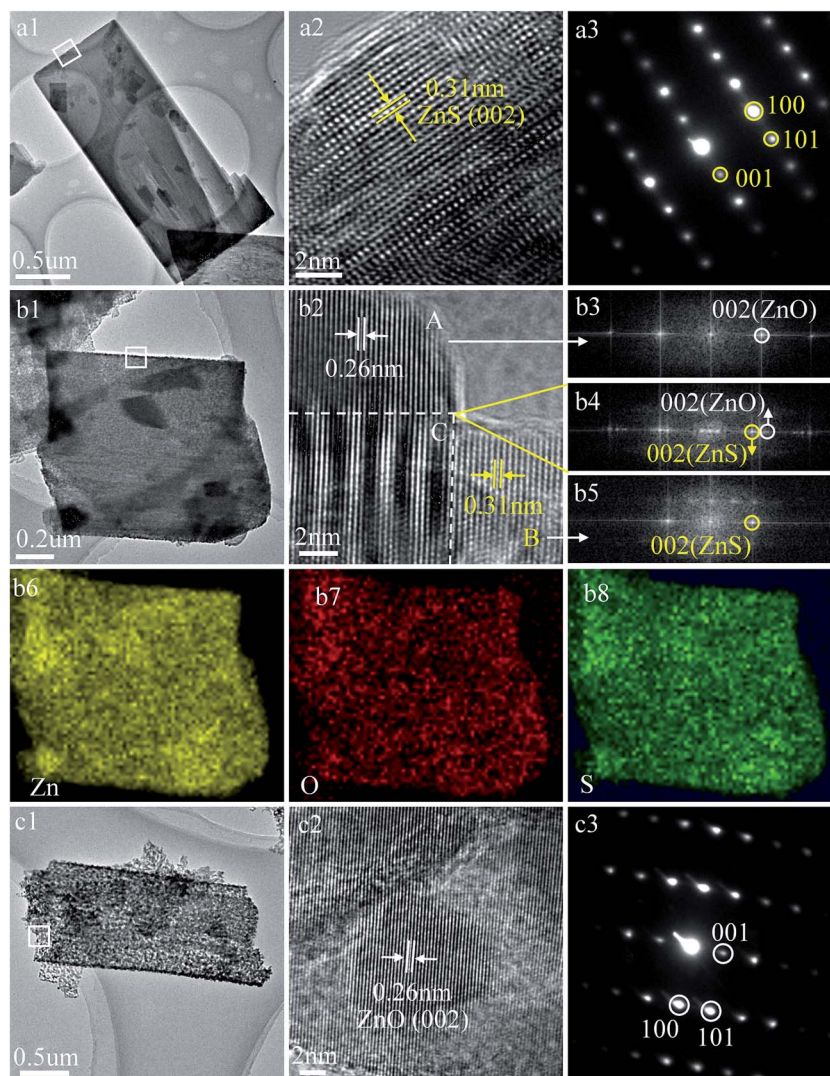 a1
0.5um
a2
0.31nm
ZnS (002)
2nm
a3
100
101
001
b1
0.2um
b2
A
0.26nm
C
0.31nm
B
2nm
b3
002(ZnO)
b4
002(ZnO)
002(ZnS)
b5
002(ZnS)
b6
Zn
b7
O
b8
S
c1
0.5um
c2
0.26nm
ZnO (002)
2nm
c3
001
100
101